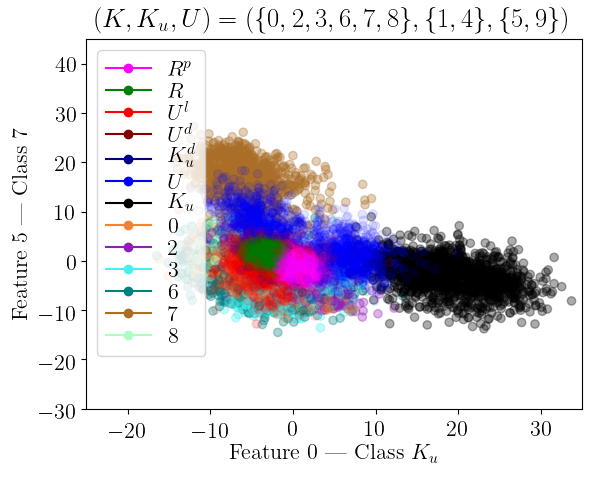 (K, K_u, U) = ({0, 2, 3, 6, 7, 8}, {1, 4}, {5, 9})
Feature 5 — Class 7
40
30
20
10
0
−10
−20
−30
R^p
R
U^l
U^d
K_u^d
U
K_u
0
2
3
6
7
8
−20
−10
0
10
20
30
Feature 0 — Class K_u